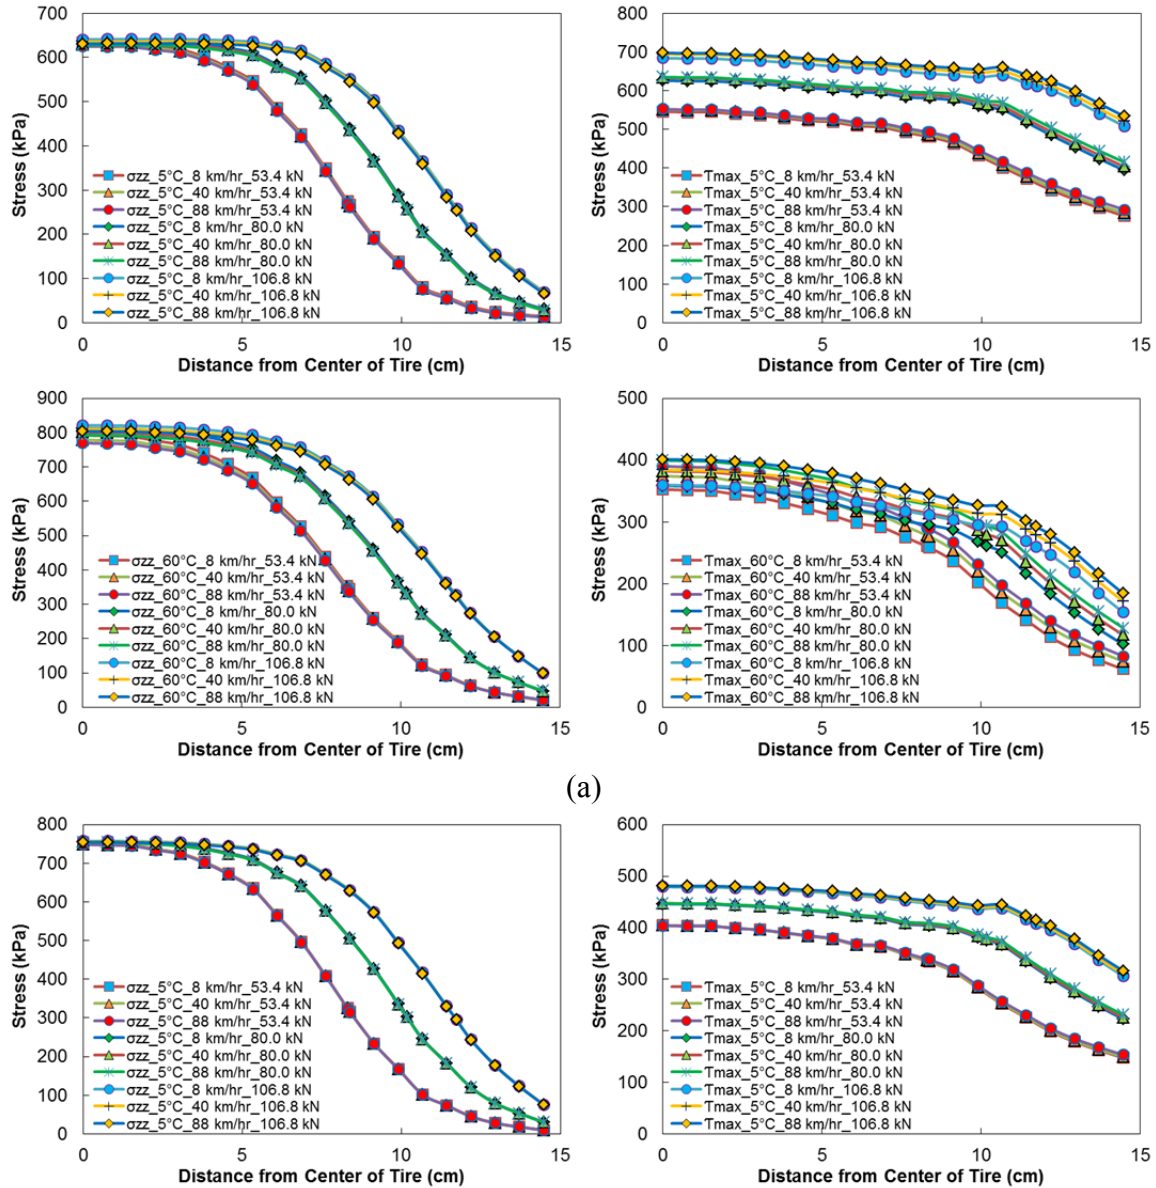 700
600
500
400
300
200
100
0
Stress (kPa)
σzz_5°C_8 km/hr_53.4 kN
σzz_5°C_40 km/hr_53.4 kN
σzz_5°C_88 km/hr_53.4 kN
σzz_5°C_8 km/hr_80.0 kN
σzz_5°C_40 km/hr_80.0 kN
σzz_5°C_88 km/hr_80.0 kN
σzz_5°C_8 km/hr_106.8 kN
σzz_5°C_40 km/hr_106.8 kN
σzz_5°C_88 km/hr_106.8 kN
0 5 10 15
Distance from Center of Tire (cm)
800
700
600
500
400
300
200
100
0
Stress (kPa)
Tmax_5°C_8 km/hr_53.4 kN
Tmax_5°C_40 km/hr_53.4 kN
Tmax_5°C_88 km/hr_53.4 kN
Tmax_5°C_8 km/hr_80.0 kN
Tmax_5°C_40 km/hr_80.0 kN
Tmax_5°C_88 km/hr_80.0 kN
Tmax_5°C_8 km/hr_106.8 kN
Tmax_5°C_40 km/hr_106.8 kN
Tmax_5°C_88 km/hr_106.8 kN
0 5 10 15
Distance from Center of Tire (cm)
900
800
700
600
500
400
300
200
100
0
Stress (kPa)
σzz_60°C_8 km/hr_53.4 kN
σzz_60°C_40 km/hr_53.4 kN
σzz_60°C_88 km/hr_53.4 kN
σzz_60°C_8 km/hr_80.0 kN
σzz_60°C_40 km/hr_80.0 kN
σzz_60°C_88 km/hr_80.0 kN
σzz_60°C_8 km/hr_106.8 kN
σzz_60°C_40 km/hr_106.8 kN
σzz_60°C_88 km/hr_106.8 kN
0 5 10 15
Distance from Center of Tire (cm)
500
400
300
200
100
0
Stress (kPa)
Tmax_60°C_8 km/hr_53.4 kN
Tmax_60°C_40 km/hr_53.4 kN
Tmax_60°C_88 km/hr_53.4 kN
Tmax_60°C_8 km/hr_80.0 kN
Tmax_60°C_40 km/hr_80.0 kN
Tmax_60°C_88 km/hr_80.0 kN
Tmax_60°C_8 km/hr_106.8 kN
Tmax_60°C_40 km/hr_106.8 kN
Tmax_60°C_88 km/hr_106.8 kN
0 5 10 15
Distance from Center of Tire (cm)
(a)
800
700
600
500
400
300
200
100
0
Stress (kPa)
σzz_5°C_8 km/hr_53.4 kN
σzz_5°C_40 km/hr_53.4 kN
σzz_5°C_88 km/hr_53.4 kN
σzz_5°C_8 km/hr_80.0 kN
σzz_5°C_40 km/hr_80.0 kN
σzz_5°C_88 km/hr_80.0 kN
σzz_5°C_8 km/hr_106.8 kN
σzz_5°C_40 km/hr_106.8 kN
σzz_5°C_88 km/hr_106.8 kN
0 5 10 15
Distance from Center of Tire (cm)
600
500
400
300
200
100
0
Stress (kPa)
Tmax_5°C_8 km/hr_53.4 kN
Tmax_5°C_40 km/hr_53.4 kN
Tmax_5°C_88 km/hr_53.4 kN
Tmax_5°C_8 km/hr_80.0 kN
Tmax_5°C_40 km/hr_80.0 kN
Tmax_5°C_88 km/hr_80.0 kN
Tmax_5°C_8 km/hr_106.8 kN
Tmax_5°C_40 km/hr_106.8 kN
Tmax_5°C_88 km/hr_106.8 kN
0 5 10 15
Distance from Center of Tire (cm)